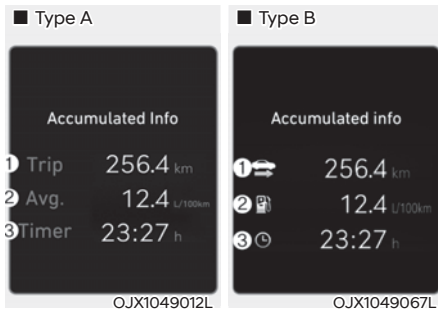 ■ Type A
Accumulated Info
1 Trip 256.4 km
2 Avg. 12.4 L/100km
3 Timer 23:27 h
OJX1049012L
■ Type B
Accumulated info
1 256.4 km
2 12.4 L/100km
3 23:27 h
OJX1049067L